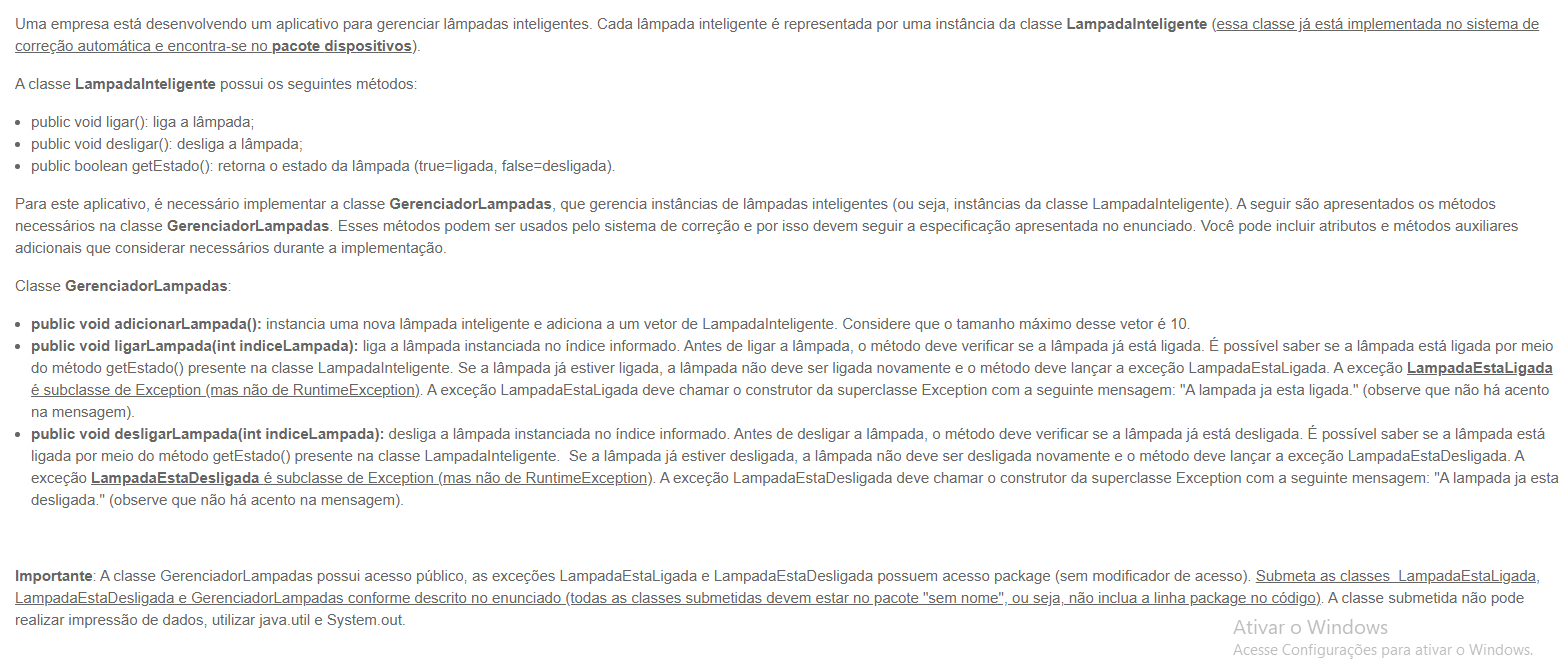 Uma empresa está desenvolvendo um aplicativo para gerenciar lâmpadas inteligentes. Cada lâmpada inteligente é representada por uma instância da classe LampadaInteligente (essa classe já está implementada no sistema de
correção automática e encontra-se no pacote dispositivos).
A classe LampadaInteligente possui os seguintes métodos:
• public void ligar(): liga a lâmpada;
• public void desligar(): desliga a lâmpada;
• public boolean getEstado(): retorna o estado da lâmpada (true=ligada, false=desligada).
Para este aplicativo, é necessário implementar a classe GerenciadorLampadas, que gerencia instâncias de lâmpadas inteligentes (ou seja, instâncias da classe LampadaInteligente). A seguir são apresentados os métodos
necessários na classe GerenciadorLampadas. Esses métodos podem ser usados pelo sistema de correção e por isso devem seguir a especificação apresentada no enunciado. Você pode incluir atributos e métodos auxiliares
adicionais que considerar necessários durante a implementação.
Classe GerenciadorLampadas:
• public void adicionarLampada(): instancia uma nova lâmpada inteligente e adiciona a um vetor de LampadaInteligente. Considere que o tamanho máximo desse vetor é 10.
• public void ligarLampada(int indiceLampada): liga a lâmpada instanciada no índice informado. Antes de ligar a lâmpada, o método deve verificar se a lâmpada já está ligada. É possível saber se a lâmpada está ligada por meio
do método getEstado() presente na classe LampadaInteligente. Se a lâmpada já estiver ligada, a lâmpada não deve ser ligada novamente e o método deve lançar a exceção LampadaEstaLigada. A exceção LampadaEstaLigada
é subclasse de Exception (mas não de RuntimeException). A exceção LampadaEstaLigada deve chamar o construtor da superclasse Exception com a seguinte mensagem: "A lampada ja esta ligada." (observe que não há acento
na mensagem).
• public void desligarLampada(int indiceLampada): desliga a lâmpada instanciada no índice informado. Antes de desligar a lâmpada, o método deve verificar se a lâmpada já está desligada. É possível saber se a lâmpada está
ligada por meio do método getEstado() presente na classe LampadaInteligente. Se a lâmpada já estiver desligada, a lâmpada não deve ser desligada novamente e o método deve lançar a exceção LampadaEstaDesligada. A
exceção LampadaEstaDesligada é subclasse de Exception (mas não de RuntimeException). A exceção LampadaEstaDesligada deve chamar o construtor da superclasse Exception com a seguinte mensagem: "A lampada ja esta
desligada." (observe que não há acento na mensagem).
Importante: A classe GerenciadorLampadas possui acesso público, as exceções LampadaEstaLigada e LampadaEstaDesligada possuem acesso package (sem modificador de acesso). Submeta as classes LampadaEstaLigada,
LampadaEstaDesligada e GerenciadorLampadas conforme descrito no enunciado (todas as classes submetidas devem estar no pacote "sem nome", ou seja, não inclua a linha package no código). A classe submetida não pode
realizar impressão de dados, utilizar java.util e System.out.
Ativar o Windows
Acesse Configurações para ativar o Windows.